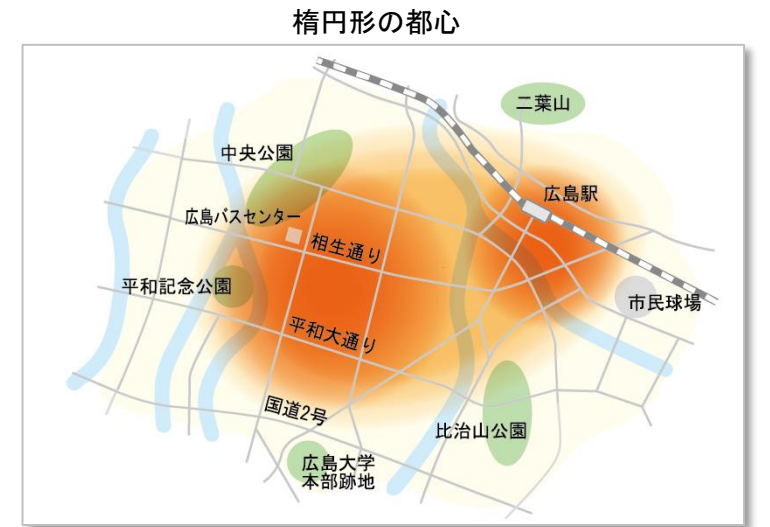 楕円形の都心
二葉山
中央公園
広島駅
広島バスセンター
相生通り
平和記念公園
市民球場
平和大通り
国道2号
比治山公園
広島大学
本部跡地